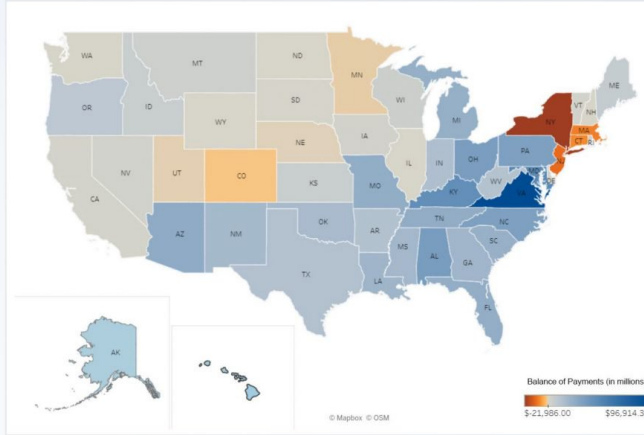 WA
MT
ND
MN
ME
OR
ID
SD
WI
VT
NH
WY
MI
NY
MA
CT
IA
NE
PA
NV
UT
CO
IL
IN
OH
NJ
CA
KS
MO
WV
KY
VA
AZ
NM
OK
AR
TN
NC
SC
MS
AL
GA
TX
LA
FL
AK
Balance of Payments (in millions
$-21,986.00
$96,914.3
© Mapbox © OSM